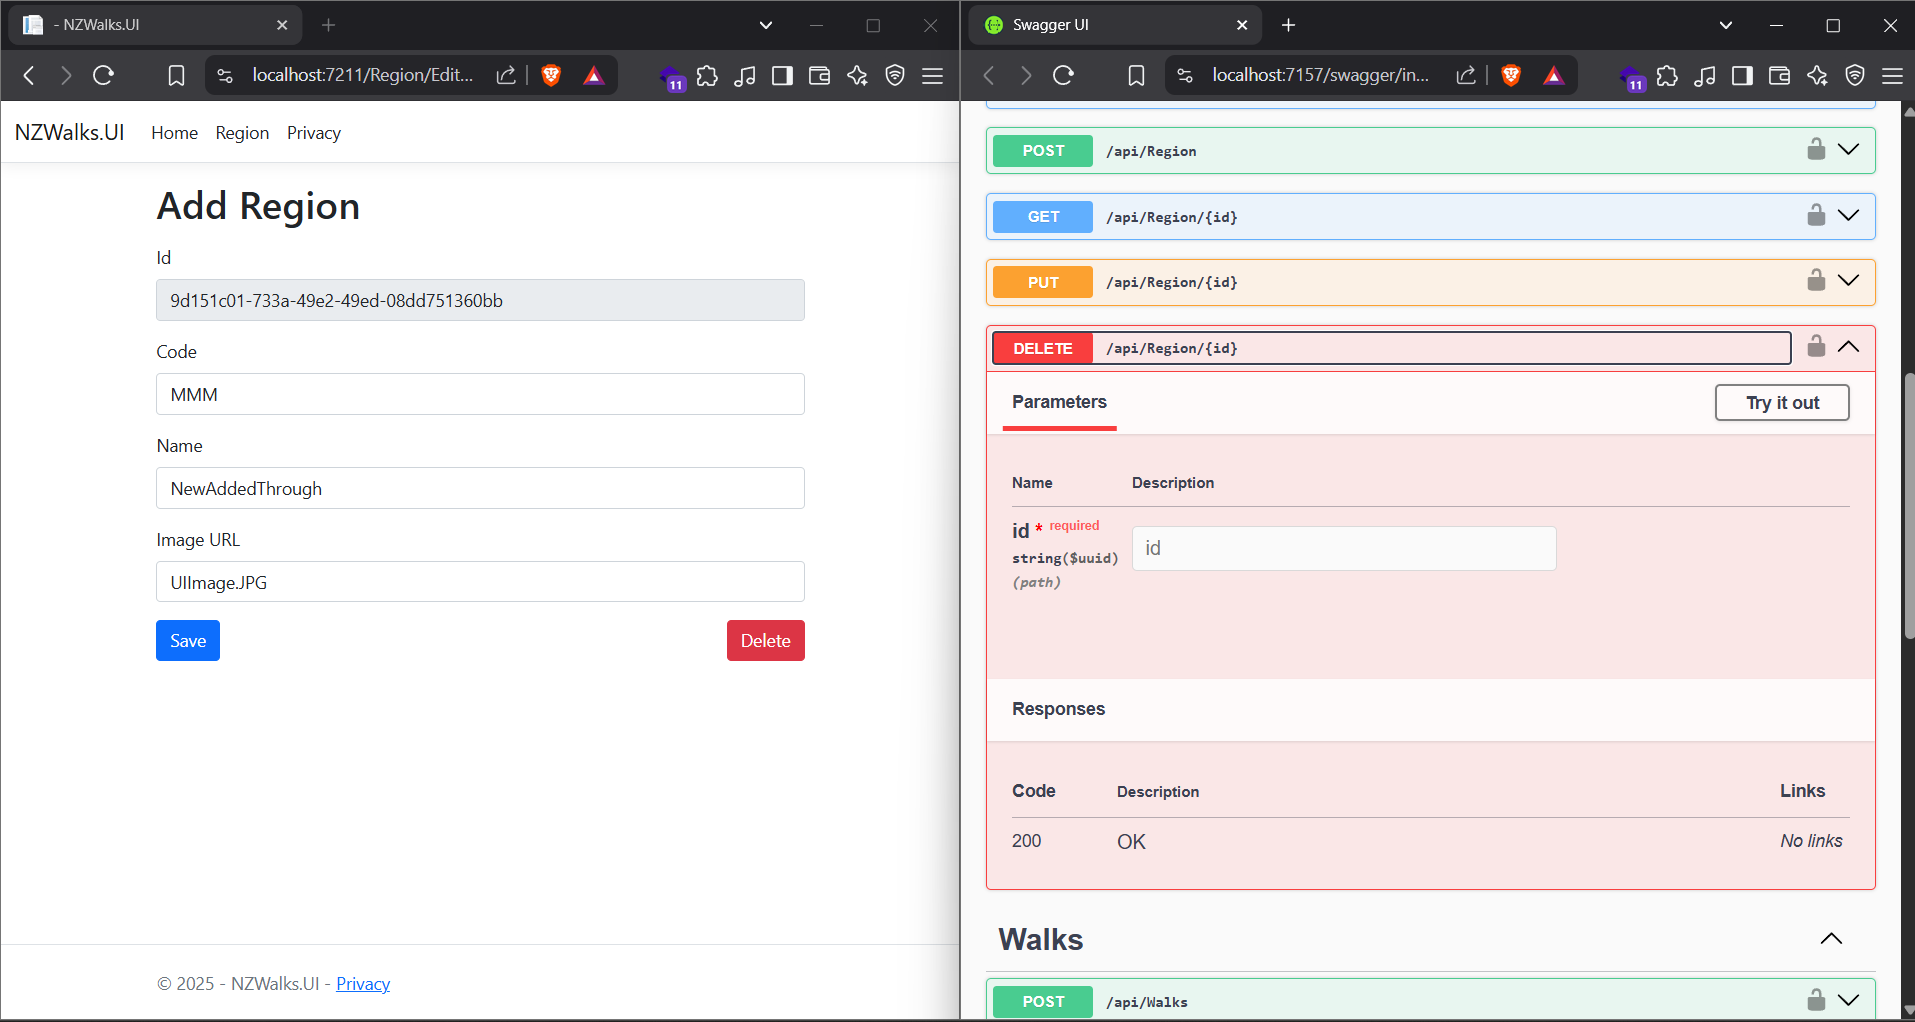 - NZWalks.UI
localhost:7211/Region/Edit...
11
NZWalks.UI
Home
Region
Privacy
Add Region
Id
9d151c01-733a-49e2-49ed-08dd751360bb
Code
MMM
Name
NewAddedThrough
Image URL
UIImage.JPG
Save
Delete
© 2025 - NZWalks.UI - Privacy
Swagger UI
localhost:7157/swagger/in...
11
POST /api/Region
GET /api/Region/{id}
PUT /api/Region/{id}
DELETE /api/Region/{id}
Parameters
Try it out
Name Description
id * required
string($uuid)
(path)
id
Responses
Code Description Links
200 OK No links
Walks
POST /api/Walks